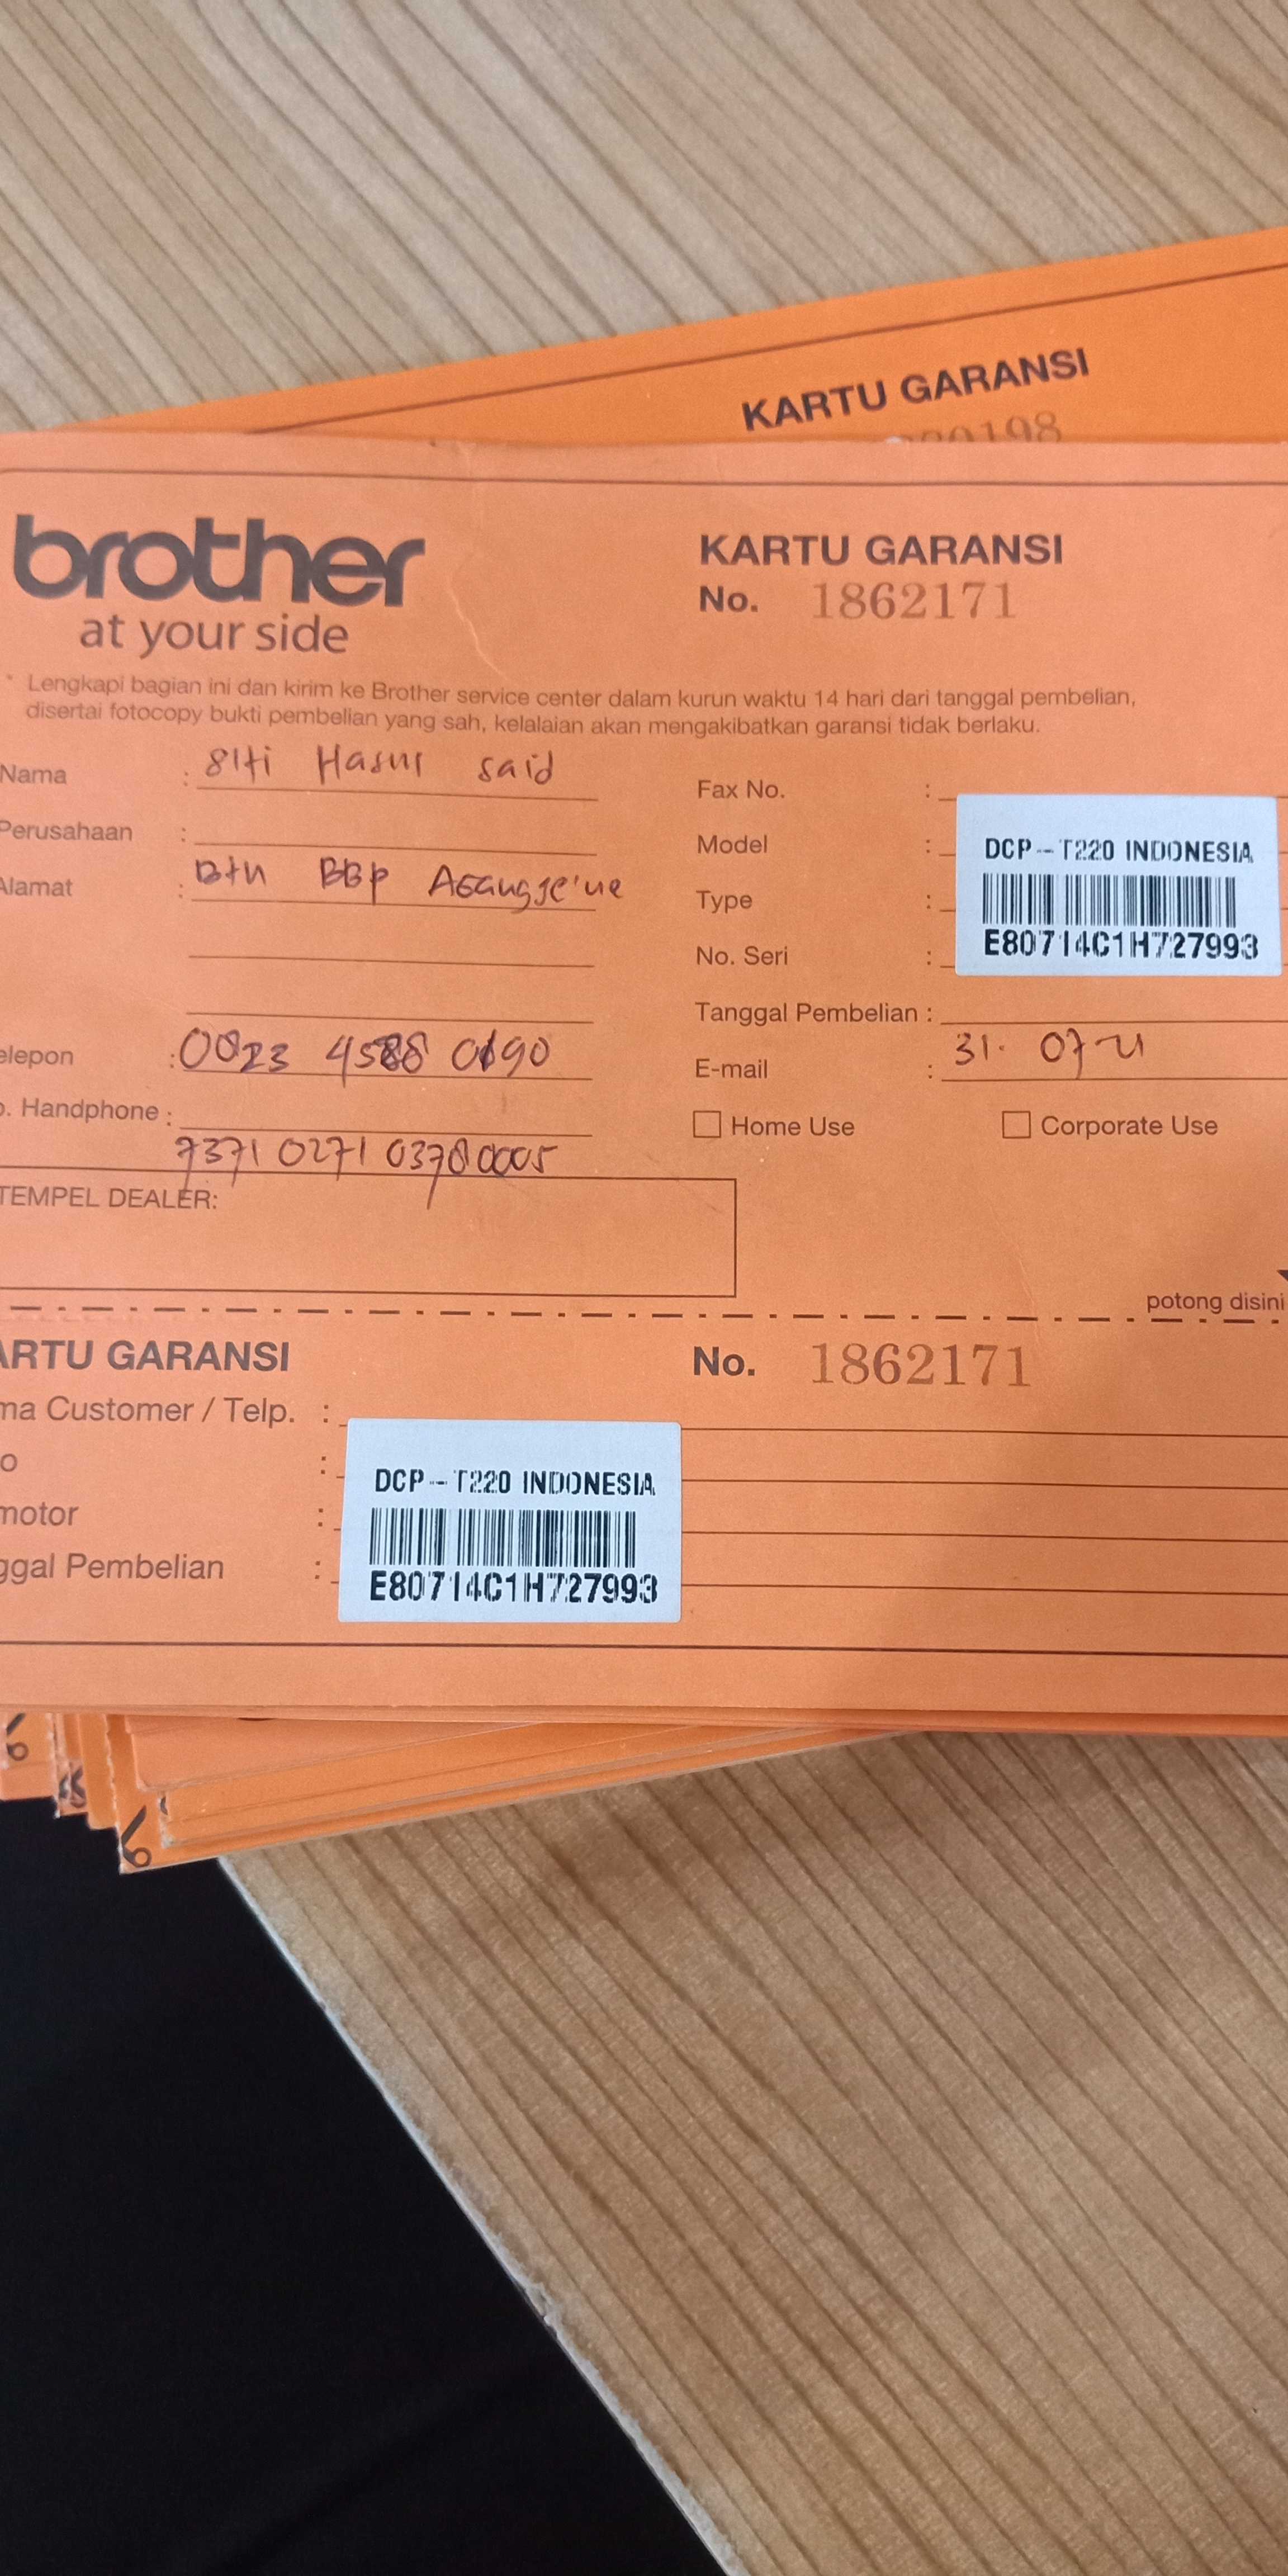 KARTU GARANSI
brother
at your side
KARTU GARANSI
No. 1862171
* Lengkapi bagian ini dan kirim ke Brother service center dalam kurun waktu 14 hari dari tanggal pembelian,
disertai fotocopy bukti pembelian yang sah, kelalaian akan mengakibatkan garansi tidak berlaku.
Nama : Siti Hasni Said
Perusahaan :
Alamat : Btn BBP
elepon :
o. Handphone :
TEMPEL DEALER:
Fax No. :
Model :
Type :
No. Seri :
DCP-T220 INDONESIA
E80714C1H727993
Tanggal Pembelian :
E-mail : 31.
Home Use
Corporate Use
potong disini
ARTU GARANSI
No. 1862171
ma Customer / Telp. :
o :
motor :
ggal Pembelian :
DCP-T220 INDONESIA
E80714C1H727993